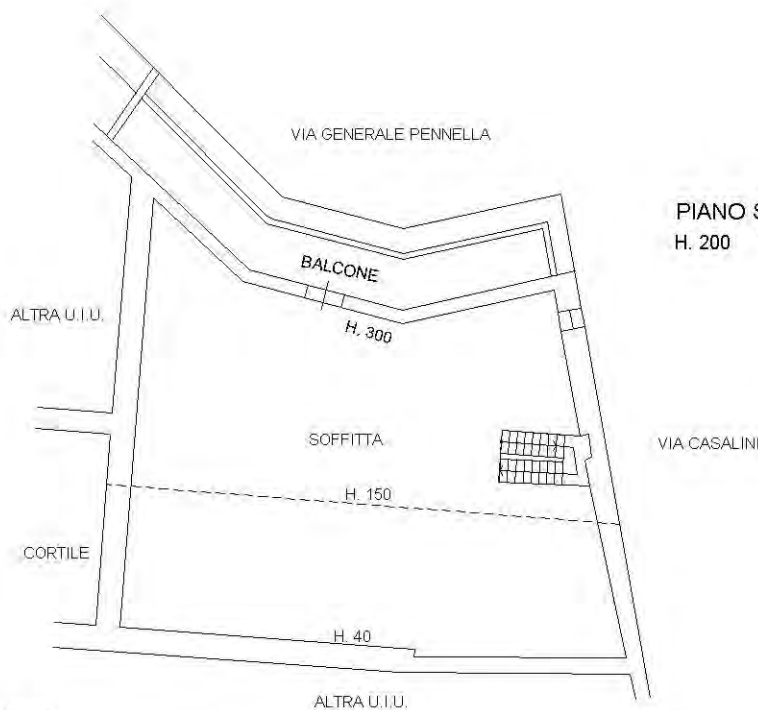 VIA GENERALE PENNELLA
PIANO S
H. 200
BALCONE
H. 300
ALTRA U.I.U.
SOFFITTA
VIA CASALINI
H. 150
CORTILE
H. 40
ALTRA U.I.U.